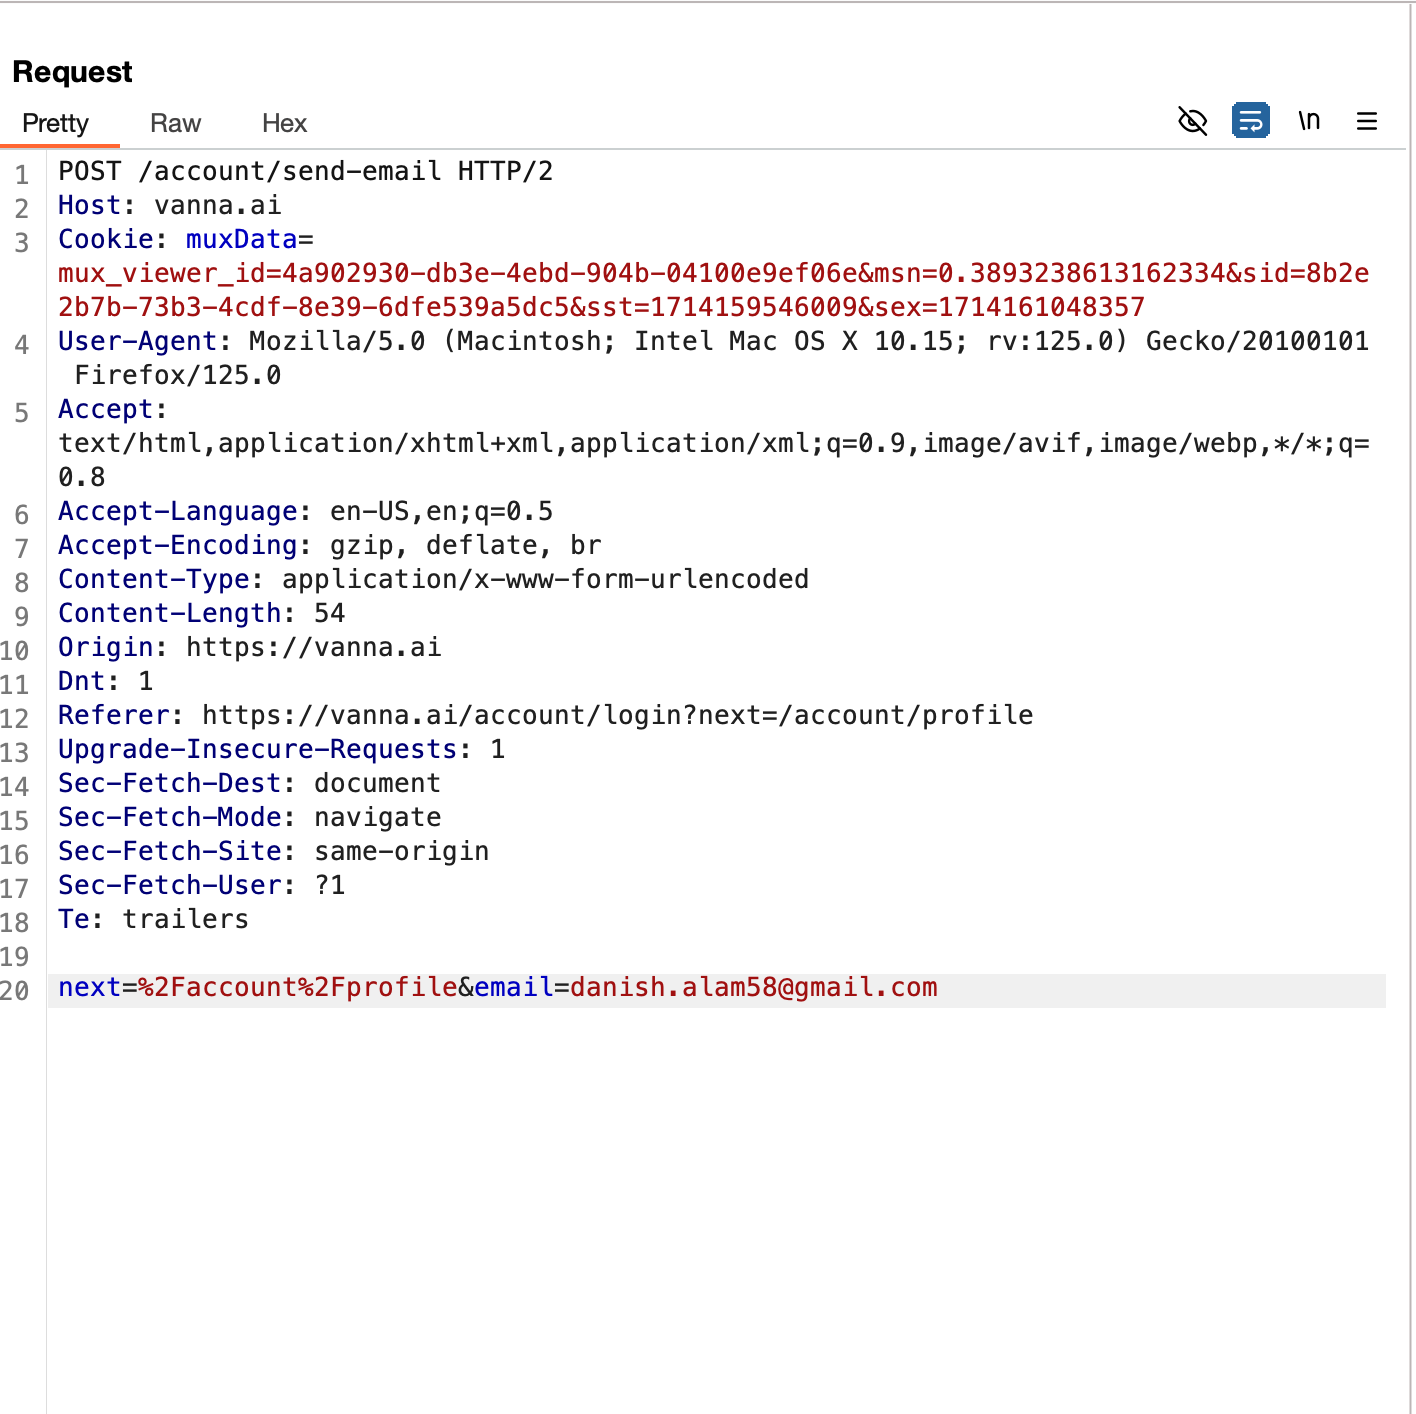 Request
Pretty Raw Hex \n
1 POST /account/send-email HTTP/2
2 Host: vanna.ai
3 Cookie: muxData=
mux_viewer_id=4a902930-db3e-4ebd-904b-04100e9ef06e&msn=0.3893238613162334&sid=8b2e
2b7b-73b3-4cdf-8e39-6dfe539a5dc5&sst=1714159546009&sex=1714161048357
4 User-Agent: Mozilla/5.0 (Macintosh; Intel Mac OS X 10.15; rv:125.0) Gecko/20100101
Firefox/125.0
5 Accept:
text/html,application/xhtml+xml,application/xml;q=0.9,image/avif,image/webp,*/*;q=
0.8
6 Accept-Language: en-US,en;q=0.5
7 Accept-Encoding: gzip, deflate, br
8 Content-Type: application/x-www-form-urlencoded
9 Content-Length: 54
10 Origin: https://vanna.ai
11 Dnt: 1
12 Referer: https://vanna.ai/account/login?next=/account/profile
13 Upgrade-Insecure-Requests: 1
14 Sec-Fetch-Dest: document
15 Sec-Fetch-Mode: navigate
16 Sec-Fetch-Site: same-origin
17 Sec-Fetch-User: ?1
18 Te: trailers
19
20 next=%2Faccount%2Fprofile&email=danish.alam58@gmail.com